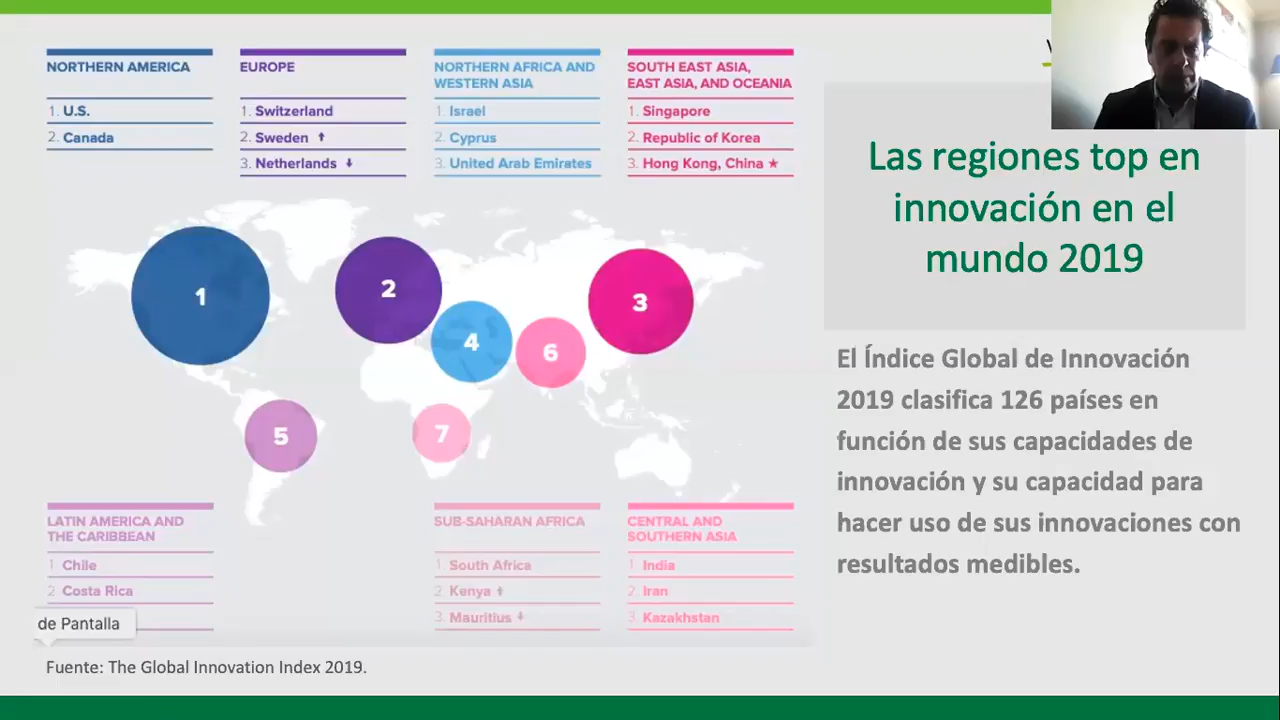 NORTHERN AMERICA
1. U.S.
2. Canada
EUROPE
1. Switzerland
2. Sweden ⬆
3. Netherlands ⬇
NORTHERN AFRICA AND
WESTERN ASIA
1. Israel
2. Cyprus
3. United Arab Emirates
SOUTH EAST ASIA,
EAST ASIA, AND OCEANIA
1. Singapore
2. Republic of Korea
3. Hong Kong, China ★
1
2
3
4
6
5
7
LATIN AMERICA AND
THE CARIBBEAN
1 Chile
2 Costa Rica
de Pantalla
SUB-SAHARAN AFRICA
1. South Africa
2. Kenya ⬆
3. Mauritius ⬇
CENTRAL AND
SOUTHERN ASIA
1. India
2. Iran
3. Kazakhstan
Fuente: The Global Innovation Index 2019.
Las regiones top en
innovación en el
mundo 2019
El Índice Global de Innovación
2019 clasifica 126 países en
función de sus capacidades de
innovación y su capacidad para
hacer uso de sus innovaciones con
resultados medibles.